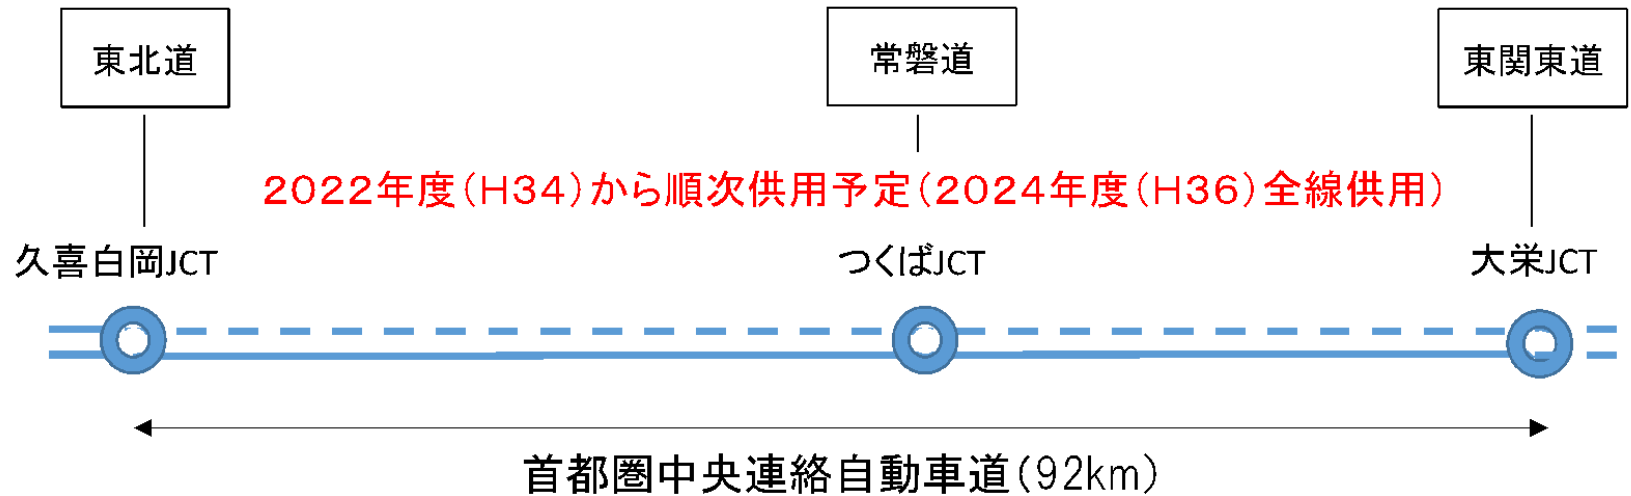 東北道
常磐道
東関東道
2022年度(H34)から順次供用予定(2024年度(H36)全線供用)
久喜白岡JCT
つくばJCT
大栄JCT
首都圏中央連絡自動車道(92km)